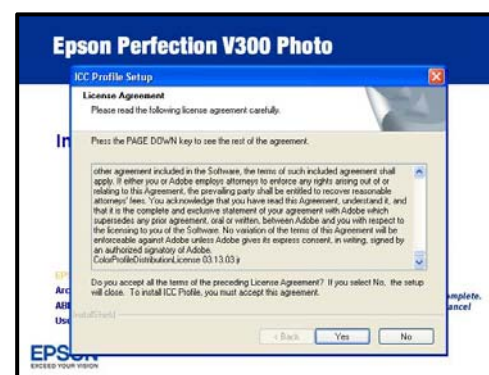 Epson Perfection V300 Photo
ICC Profile Setup
License Agreement
Please read the following license agreement carefully.
In
Press the PAGE DOWN key to see the rest of the agreement.
other agreement included in the Software, the terms of such included agreement shall
apply. If either you or Adobe employs attorneys to enforce any rights arising out of or
relating to this Agreement, the prevailing party shall be entitled to recover reasonable
attorneys' fees. You acknowledge that you have read this Agreement, understand it, and
that it is the complete and exclusive statement of your agreement with Adobe which
supersedes any prior agreement, oral or written, between Adobe and you with respect to
the licensing to you of the Software. No variation of the terms of this Agreement will be
enforceable against Adobe unless Adobe gives its express consent, in writing, signed by
an authorized signatory of Adobe.
ColorProfileDistributionLicense 03.13.03 jr
Do you accept all the terms of the preceding License Agreement? If you select No, the setup
will close. To install ICC Profile, you must accept this agreement.
EP
Arc
ABI
Use
mplete.
ancel
InstallShield
< Back Yes No
EPSON
EXCEED YOUR VISION